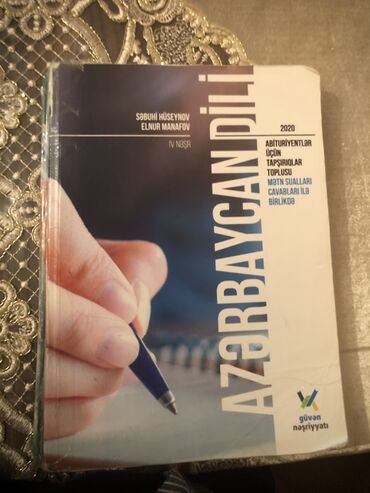 SƏBUHİ HÜSEYNOV
ELNUR MANAFOV
IV NƏŞR
AZƏRBAYCAN DİLİ
2020
ABİTURİYENTLƏR
ÜÇÜN
TAPŞIRIQLAR
TOPLUSU
MƏTN SUALLARI
CAVABLARI İLƏ
BİRLİKDƏ
güvən
nəşriyyatı